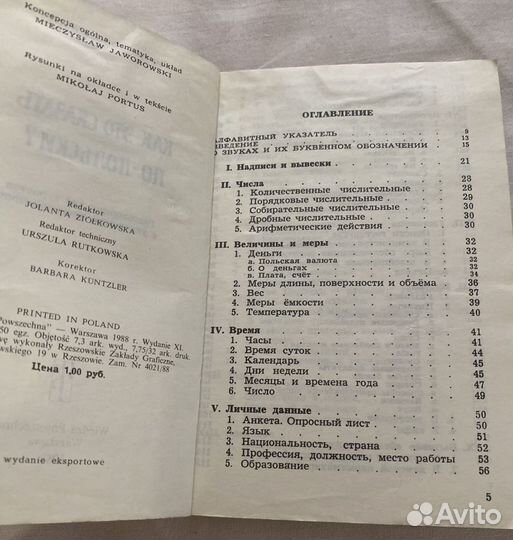 Koncepcja ogólna, tematyka, układ
MIECZYSŁAW JAWOROWSKI
Rysunki na okładce i w tekście
MIKOŁAJ PORTUS
Redaktor
JOLANTA ZIÓŁKOWSKA
Redaktor techniczny
URSZULA RUTKOWSKA
Korektor
BARBARA KÜNTZLER
PRINTED IN POLAND
Powszechna" — Warszawa 1988 r. Wydanie XI.
50 egz. Objętość 7,3 ark. wyd. 7,75/32 ark. druk.
wykonały Rzeszowskie Zakłady Graficzne.
19 w Rzeszowie. Zam. Nr 4021/88
Цена 1,00 руб.
wydanie eksportowe
ОГЛАВЛЕНИЕ
АЛФАВИТНЫЙ УКАЗАТЕЛЬ 9
ВВЕДЕНИЕ 13
О ЗВУКАХ И ИХ БУКВЕННОМ ОБОЗНАЧЕНИИ 15
I. Надписи и вывески 21
II. Числа 28
1. Количественные числительные 28
2. Порядковые числительные 29
3. Собирательные числительные 30
4. Дробные числительные 30
5. Арифметические действия 30
III. Величины и меры 32
1. Деньги 32
а. Польская валюта 32
б. О деньгах 32
в. Плата, счёт 34
2. Меры длины, поверхности и объёма 36
3. Вес 37
4. Меры ёмкости 39
5. Температура 40
IV. Время 41
1. Часы 41
2. Время суток 44
3. Календарь 45
4. Дни недели 45
5. Месяцы и времена года 47
6. Число 49
V. Личные данные 50
1. Анкета. Опросный лист 50
2. Язык 51
3. Национальность, страна 52
4. Профессия, должность, место работы 53
5. Образование 56
5
Avito